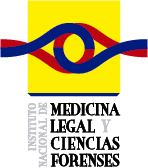 INSTITUTO
NACIONAL DE
MEDICINA
LEGAL Y
CIENCIAS
FORENSES